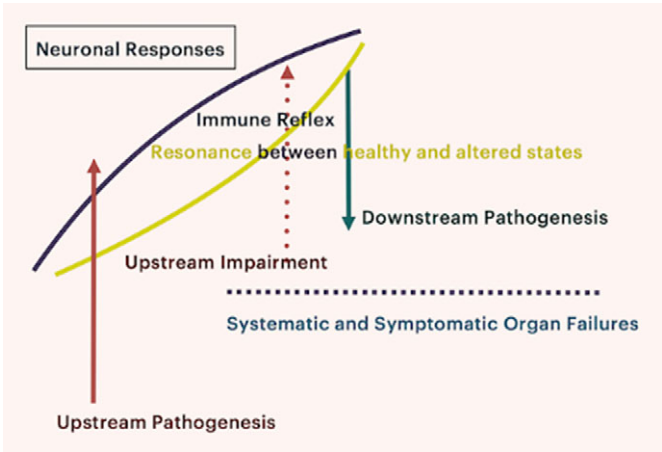 Neuronal Responses
Immune Reflex
Resonance between healthy and altered states
Downstream Pathogenesis
Upstream Impairment
Systematic and Symptomatic Organ Failures
Upstream Pathogenesis